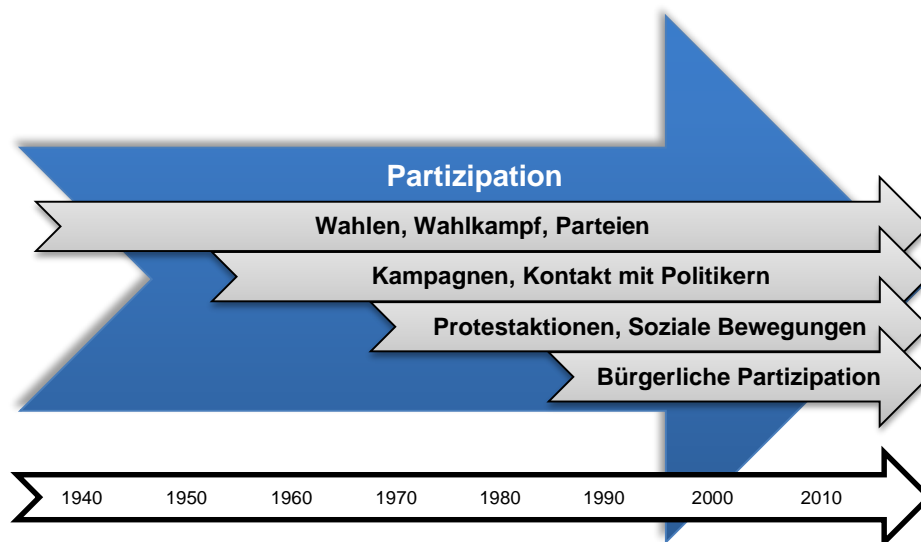 Partizipation
Wahlen, Wahlkampf, Parteien
Kampagnen, Kontakt mit Politikern
Protestaktionen, Soziale Bewegungen
Bürgerliche Partizipation
1940 1950 1960 1970 1980 1990 2000 2010